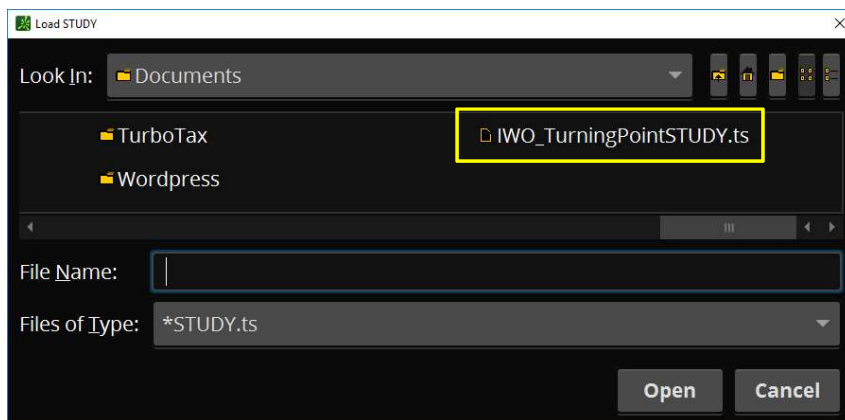 Load STUDY
Look In: Documents
TurboTax IWO_TurningPointSTUDY.ts
Wordpress
File Name:
Files of Type: *STUDY.ts
Open Cancel